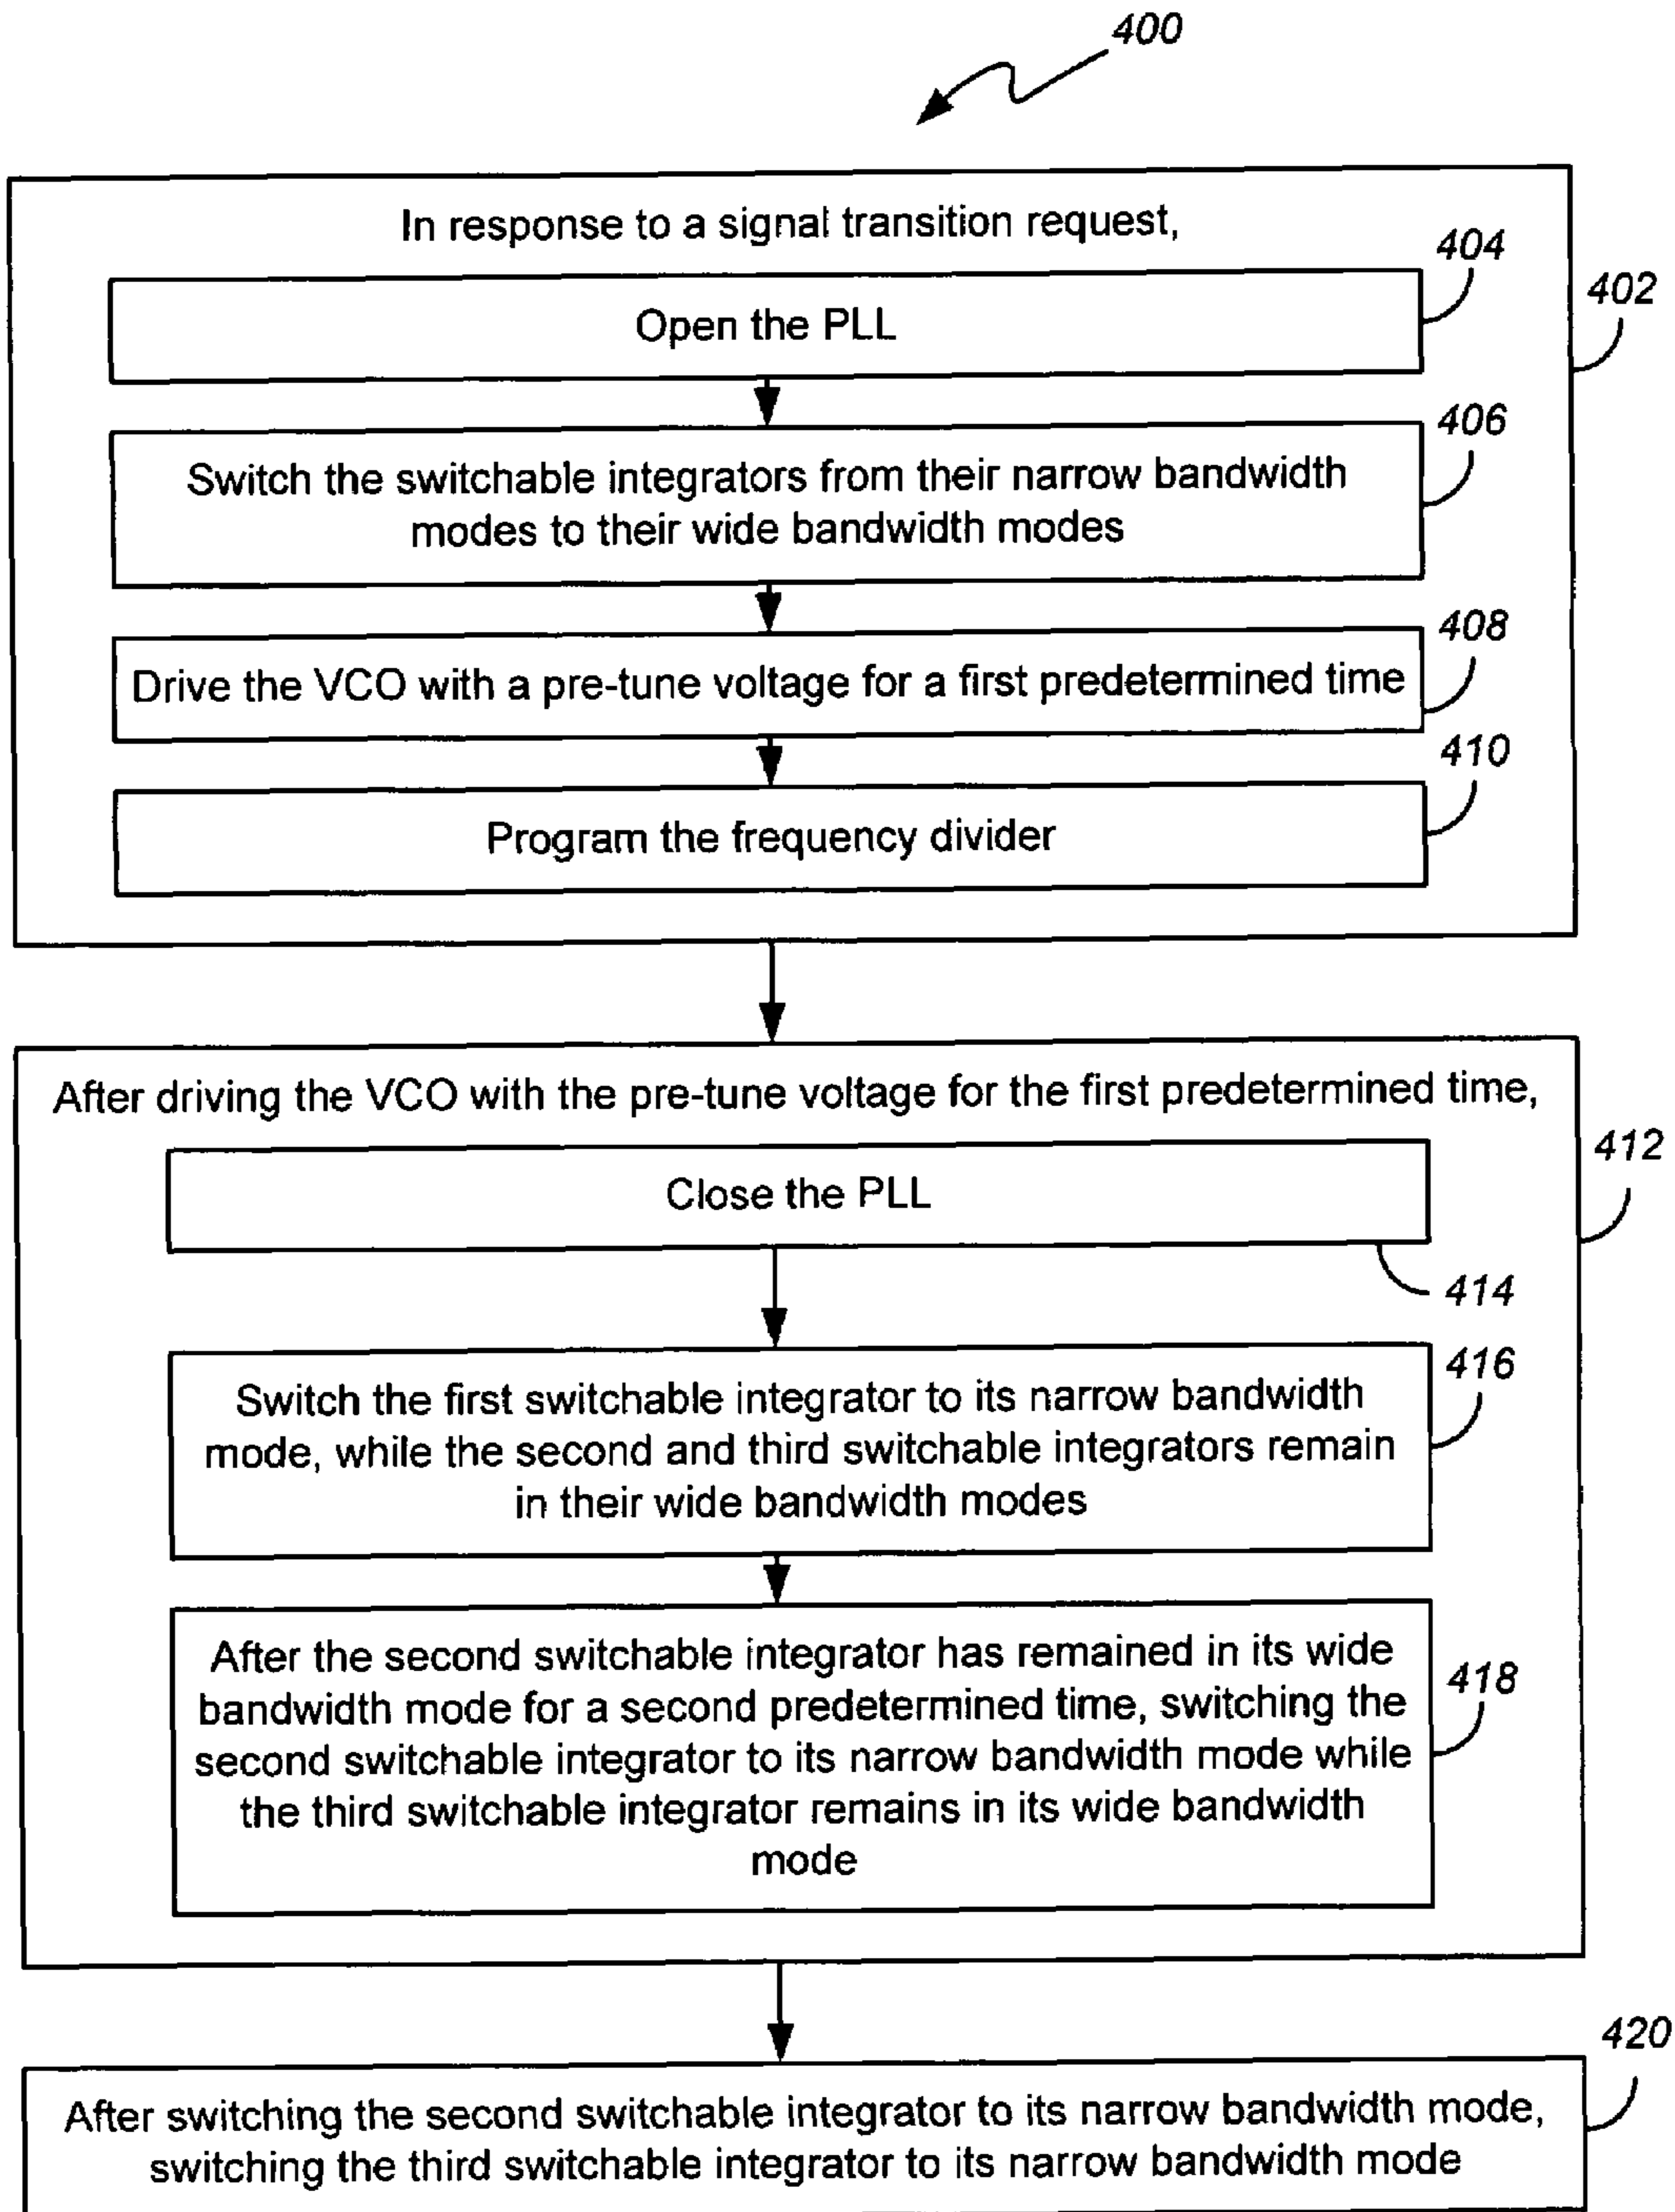 400
In response to a signal transition request,
404
402
Open the PLL
406
Switch the switchable integrators from their narrow bandwidth
modes to their wide bandwidth modes
408
Drive the VCO with a pre-tune voltage for a first predetermined time
410
Program the frequency divider
After driving the VCO with the pre-tune voltage for the first predetermined time,
412
Close the PLL
414
416
Switch the first switchable integrator to its narrow bandwidth
mode, while the second and third switchable integrators remain
in their wide bandwidth modes
After the second switchable integrator has remained in its wide
418
bandwidth mode for a second predetermined time, switching the
second switchable integrator to its narrow bandwidth mode while
the third switchable integrator remains in its wide bandwidth
mode
420
After switching the second switchable integrator to its narrow bandwidth mode,
switching the third switchable integrator to its narrow bandwidth mode